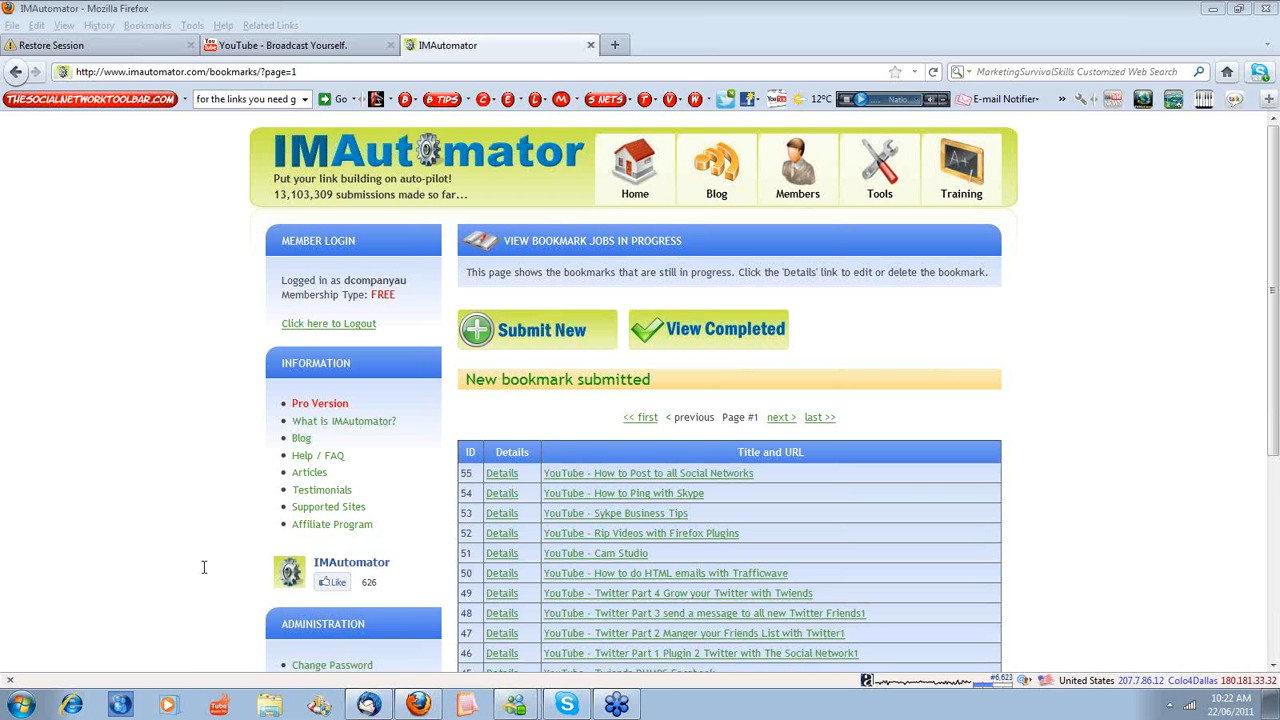 IMAutomator - Mozilla Firefox
File Edit View History Bookmarks Tools Help Related Links
Restore Session
YouTube - Broadcast Yourself.
IMAutomator
http://www.imautomator.com/bookmarks/?page=1
MarketingSurvivalSkills Customized Web Search
THESOCIALNETWORKTOOLBAR.COM
for the links you need g
Go
B B TIPS C E L M S NETS T V W
12°C
Natio
E-mail Notifier
IMAutomator
Put your link building on auto-pilot!
13,103,309 submissions made so far...
Home
Blog
Members
Tools
Training
MEMBER LOGIN
Logged in as dcompanyau
Membership Type: FREE
Click here to Logout
INFORMATION
Pro Version
What is IMAutomator?
Blog
Help / FAQ
Articles
Testimonials
Supported Sites
Affiliate Program
IMAutomator
Like
626
ADMINISTRATION
Change Password
VIEW BOOKMARK JOBS IN PROGRESS
This page shows the bookmarks that are still in progress. Click the 'Details' link to edit or delete the bookmark.
Submit New
View Completed
New bookmark submitted
<< first < previous Page #1 next > last >>
ID Details Title and URL
55 Details YouTube - How to Post to all Social Networks
54 Details YouTube - How to Ping with Skype
53 Details YouTube - Sykpe Business Tips
52 Details YouTube - Rip Videos with Firefox Plugins
51 Details YouTube - Cam Studio
50 Details YouTube - How to do HTML emails with Trafficwave
49 Details YouTube - Twitter Part 4 Grow your Twitter with Twiends
48 Details YouTube - Twitter Part 3 send a message to all new Twitter Friends1
47 Details YouTube - Twitter Part 2 Manger your Friends List with Twitter1
46 Details YouTube - Twitter Part 1 Plugin 2 Twitter with The Social Network1
#6,623
United States 207.7.86.12 Colo4Dallas 180.181.33.32
10:22 AM
22/06/2011